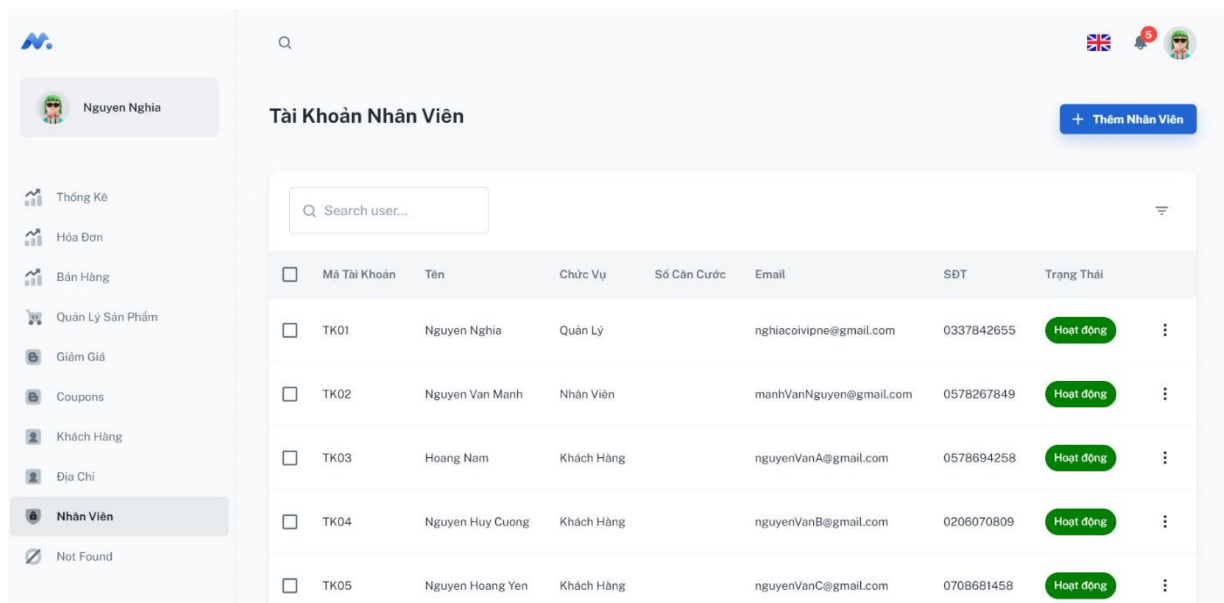 5
Nguyen Nghia
Tài Khoản Nhân Viên
+ Thêm Nhân Viên
Thống Kê
Hóa Đơn
Bán Hàng
Quản Lý Sản Phẩm
Giảm Giá
Coupons
Khách Hàng
Địa Chỉ
Nhân Viên
Not Found
Search user...
Mã Tài Khoản Tên Chức Vụ Số Căn Cước Email SĐT Trạng Thái
TK01 Nguyen Nghia Quản Lý nghiacoivipne@gmail.com 0337842655 Hoạt động
TK02 Nguyen Van Manh Nhân Viên manhVanNguyen@gmail.com 0578267849 Hoạt động
TK03 Hoang Nam Khách Hàng nguyenVanA@gmail.com 0578694258 Hoạt động
TK04 Nguyen Huy Cuong Khách Hàng nguyenVanB@gmail.com 0206070809 Hoạt động
TK05 Nguyen Hoang Yen Khách Hàng nguyenVanC@gmail.com 0708681458 Hoạt động